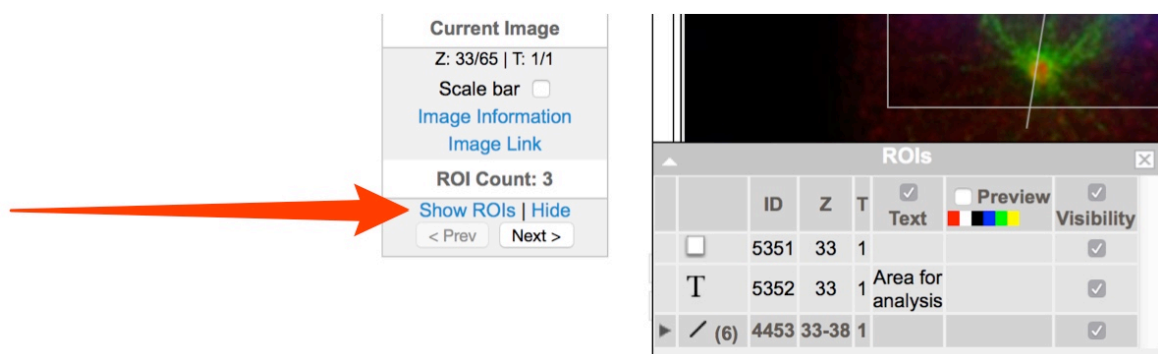 Current Image
Z: 33/65 | T: 1/1
Scale bar
Image Information
Image Link
ROI Count: 3
Show ROIs | Hide
< Prev Next >
ROIs
ID Z T Text Preview Visibility
5351 33 1
T 5352 33 1 Area for
analysis
(6) 4453 33-38 1